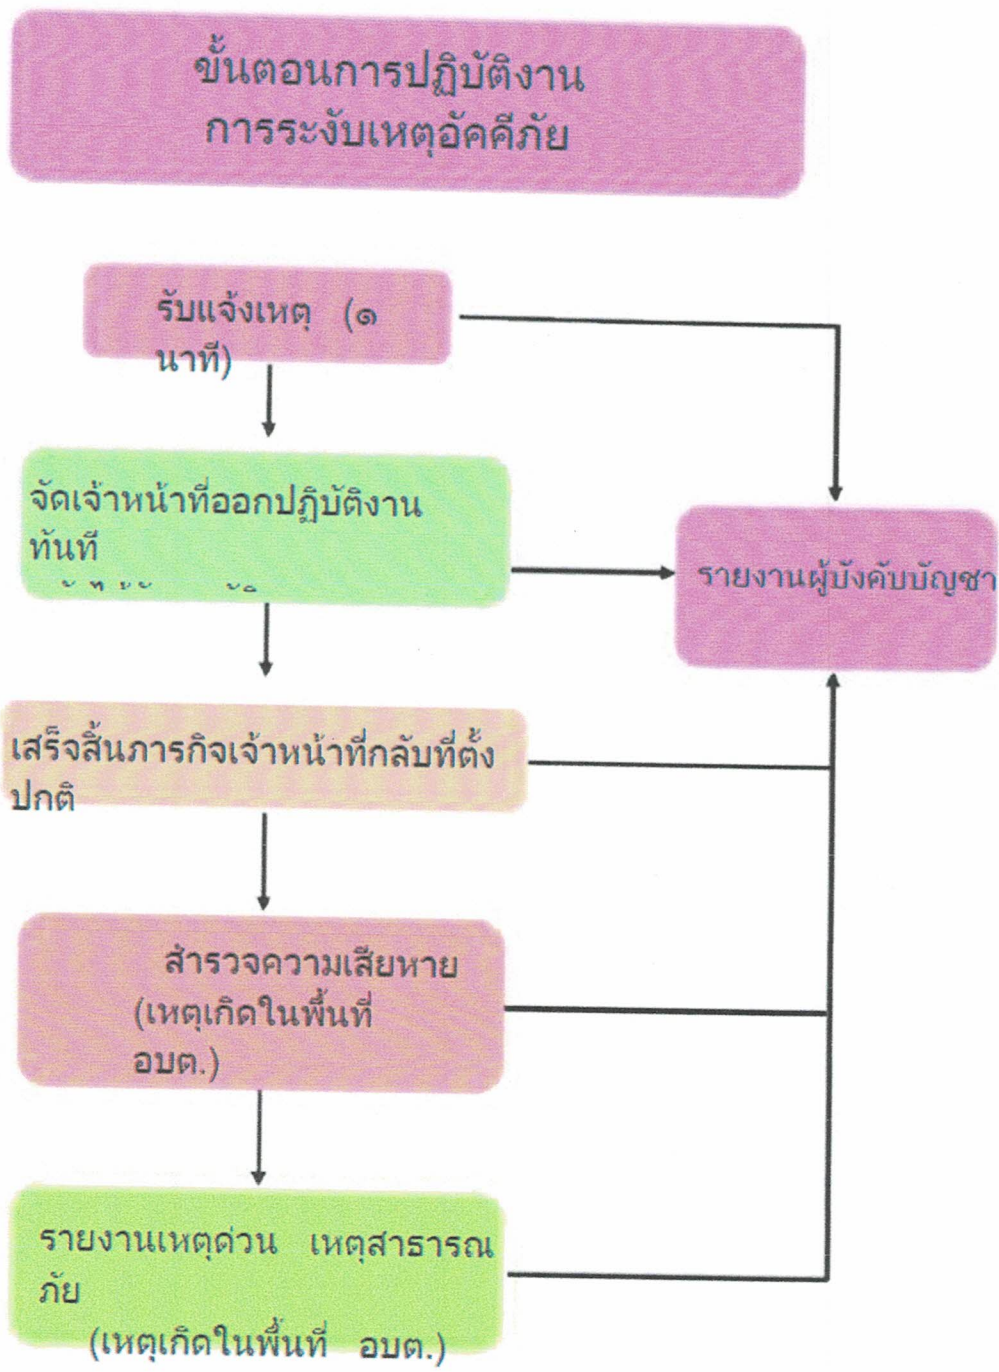 ขั้นตอนการปฏิบัติงาน
การระงับเหตุอัคคีภัย
รับแจ้งเหตุ (๑
นาที)
จัดเจ้าหน้าที่ออกปฏิบัติงาน
ทันที
รายงานผู้บังคับบัญชา
เสร็จสิ้นภารกิจเจ้าหน้าที่กลับที่ตั้ง
ปกติ
สำรวจความเสียหาย
(เหตุเกิดในพื้นที่
อบต.)
รายงานเหตุด่วน เหตุสาธารณ
ภัย
(เหตุเกิดในพื้นที่ อบต.)